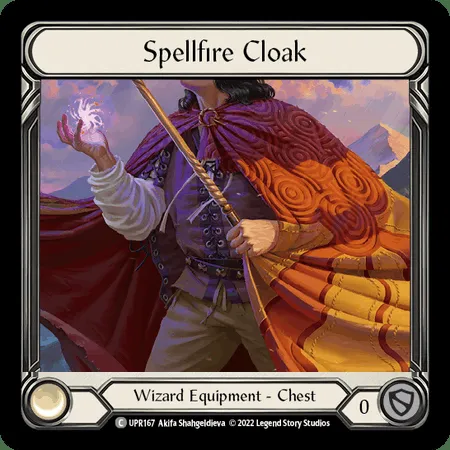 Spellfire Cloak
Wizard Equipment - Chest
0
C UPR167 Akifa Shahgeldieva © 2022 Legend Story Studios